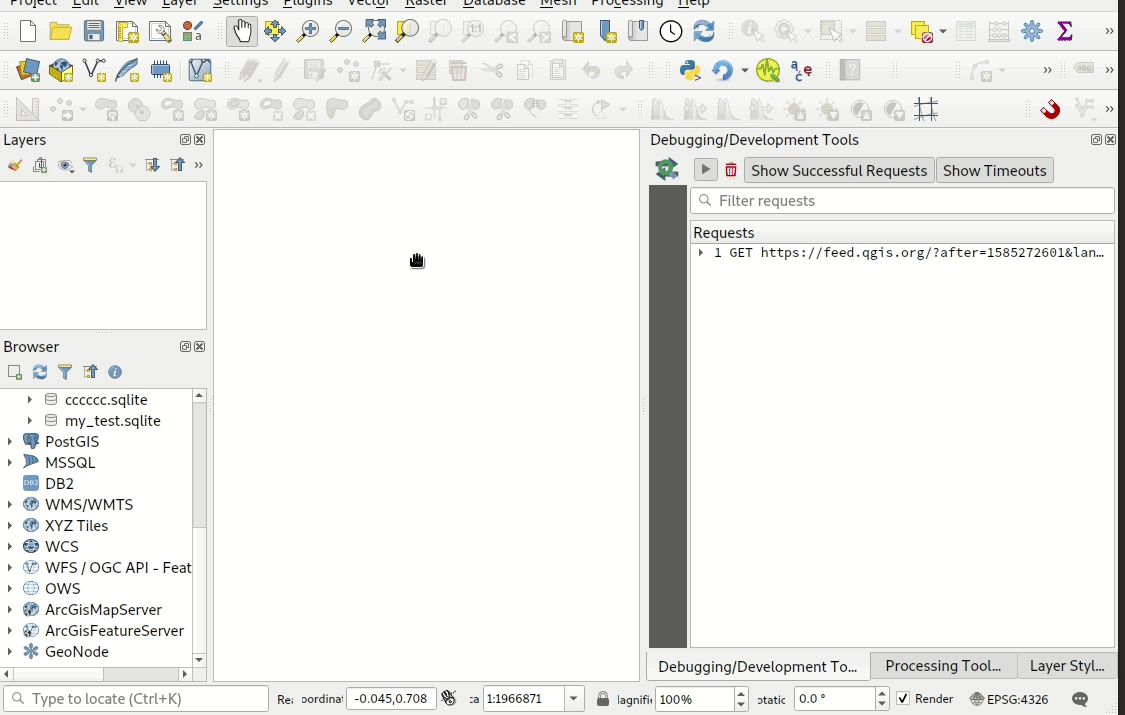 Project Edit View Layer Settings Plugins Vector Raster Database Mesh Processing Help
Layers
Debugging/Development Tools
Show Successful Requests
Show Timeouts
Filter requests
Requests
1 GET https://feed.qgis.org/?after=1585272601&lan…
Browser
cccccc.sqlite
my_test.sqlite
PostGIS
MSSQL
DB2
DB2
WMS/WMTS
XYZ Tiles
WCS
WFS / OGC API - Feat
OWS
ArcGisMapServer
ArcGisFeatureServer
GeoNode
Debugging/Development To... Processing Tool... Layer Styl...
Type to locate (Ctrl+K) Rea oordina -0.045,0.708 ca 1:1966871 lagnifi 100% otatic 0.0 ° Render EPSG:4326